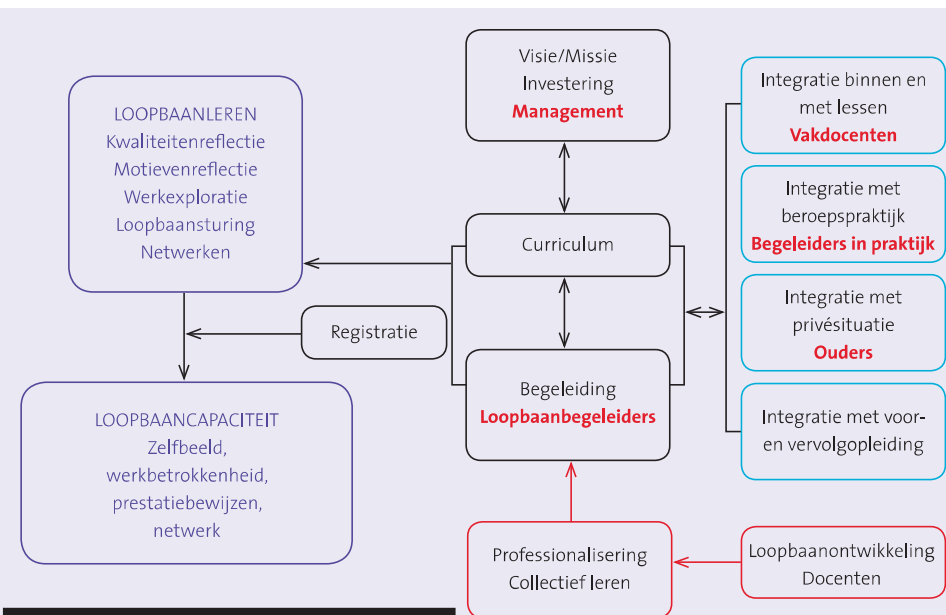 Visie/Missie
Investering
Management
LOOPBAANLEREN
Kwaliteitenreflectie
Motievenreflectie
Werkexploratie
Loopbaansturing
Netwerken
Integratie binnen en
met lessen
Vakdocenten
Integratie met
beroepspraktijk
Begeleiders in praktijk
Curriculum
Integratie met
privésituatie
Ouders
Registratie
Begeleiding
Loopbaanbegeleiders
LOOPBAANCAPACITEIT
Zelfbeeld,
werkbetrokkenheid,
prestatiebewijzen,
netwerk
Integratie met voor-
en vervolgopleiding
Professionalisering
Collectief leren
Loopbaanontwikkeling
Docenten